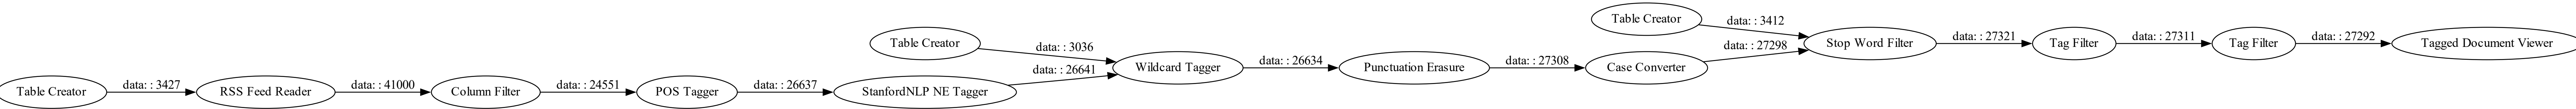 Table Creator
data: : 3427
RSS Feed Reader
data: : 41000
Column Filter
data: : 24551
POS Tagger
data: : 26637
StanfordNLP NE Tagger
data: : 26641
Table Creator
data: : 3036
Wildcard Tagger
data: : 26634
Punctuation Erasure
data: : 27308
Case Converter
data: : 27298
Table Creator
data: : 3412
Stop Word Filter
data: : 27321
Tag Filter
data: : 27311
Tag Filter
data: : 27292
Tagged Document Viewer